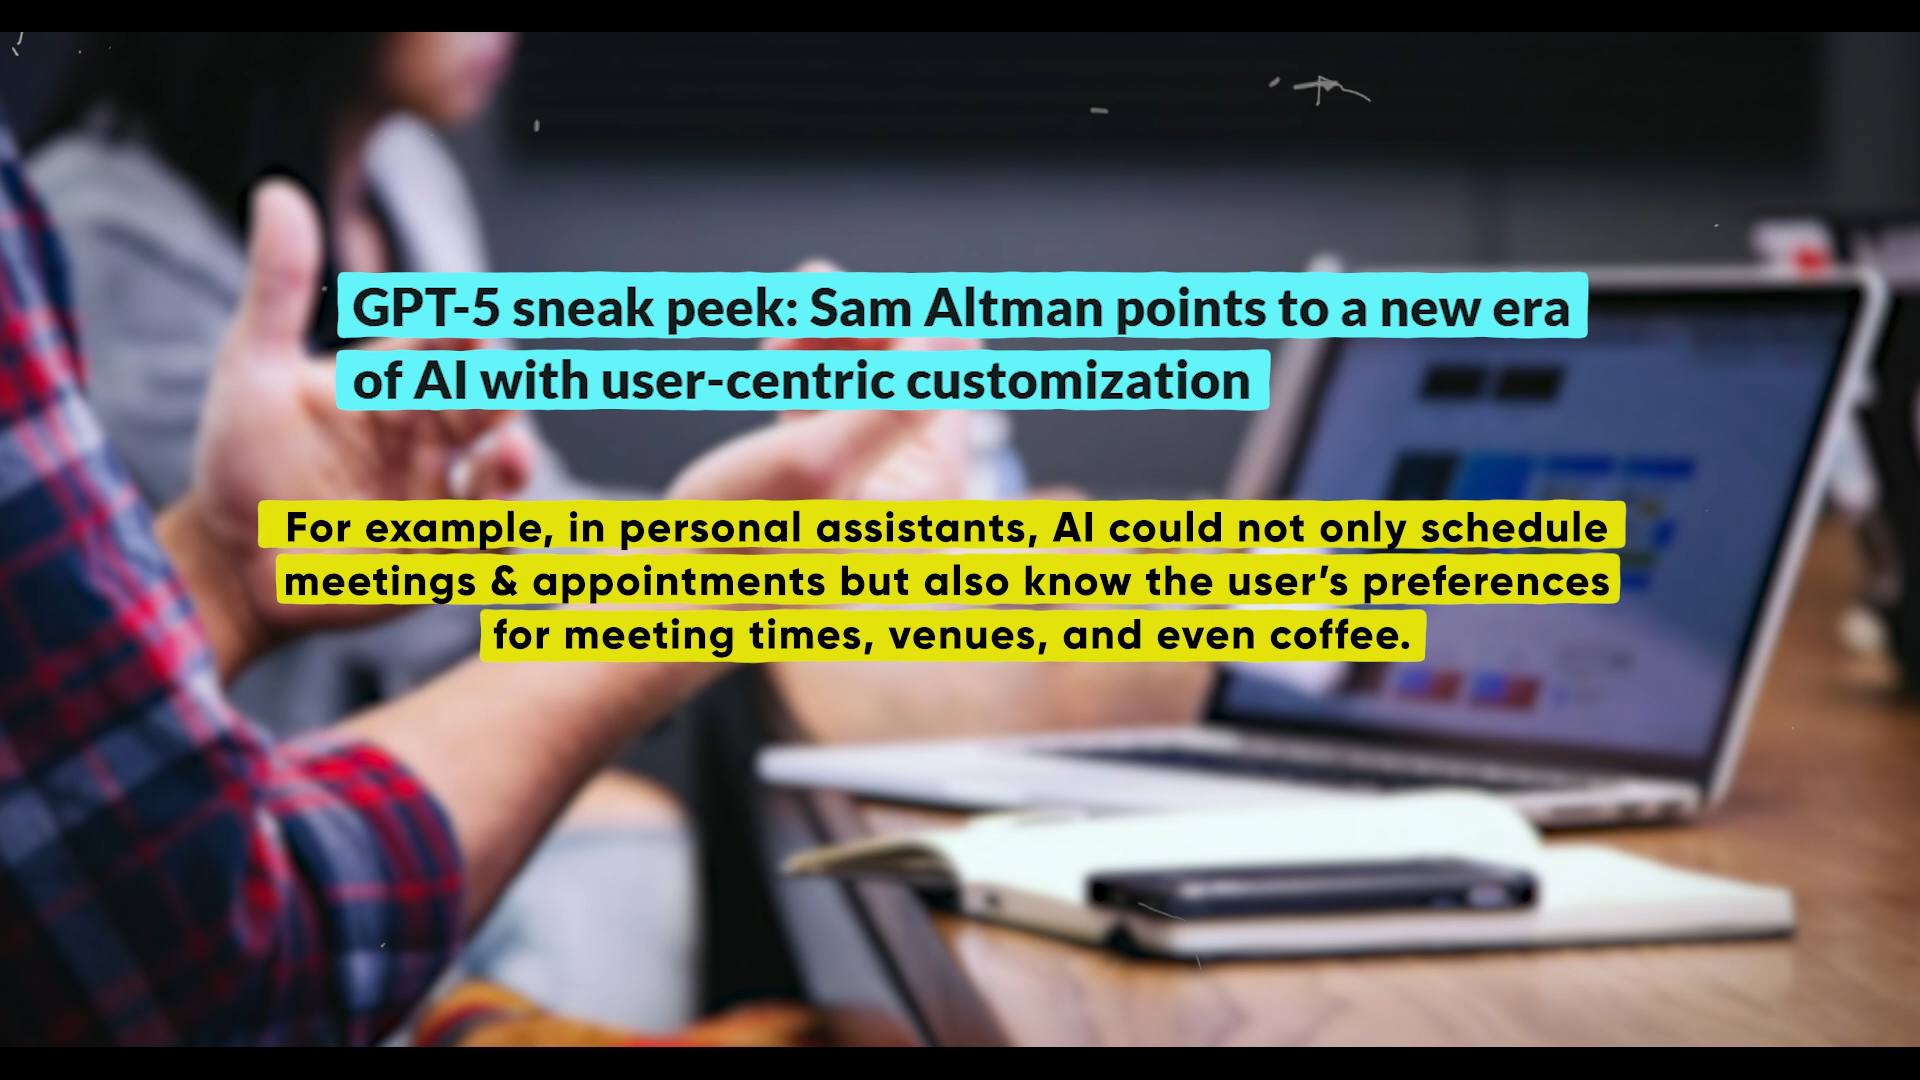 GPT-5 sneak peek: Sam Altman points to a new era
of AI with user-centric customization
For example, in personal assistants, AI could not only schedule
meetings & appointments but also know the user's preferences
for meeting times, venues, and even coffee.